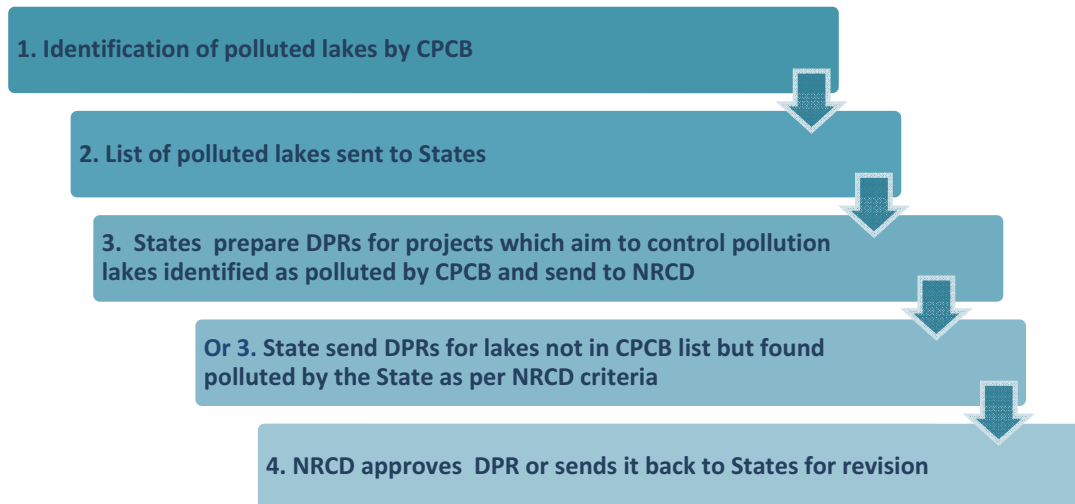 1. Identification of polluted lakes by CPCB
2. List of polluted lakes sent to States
3.  States  prepare DPRs for projects which aim to control pollution
lakes identified as polluted by CPCB and send to NRCD
Or 3. State send DPRs for lakes not in CPCB list but found
polluted by the State as per NRCD criteria
4. NRCD approves  DPR or sends it back to States for revision